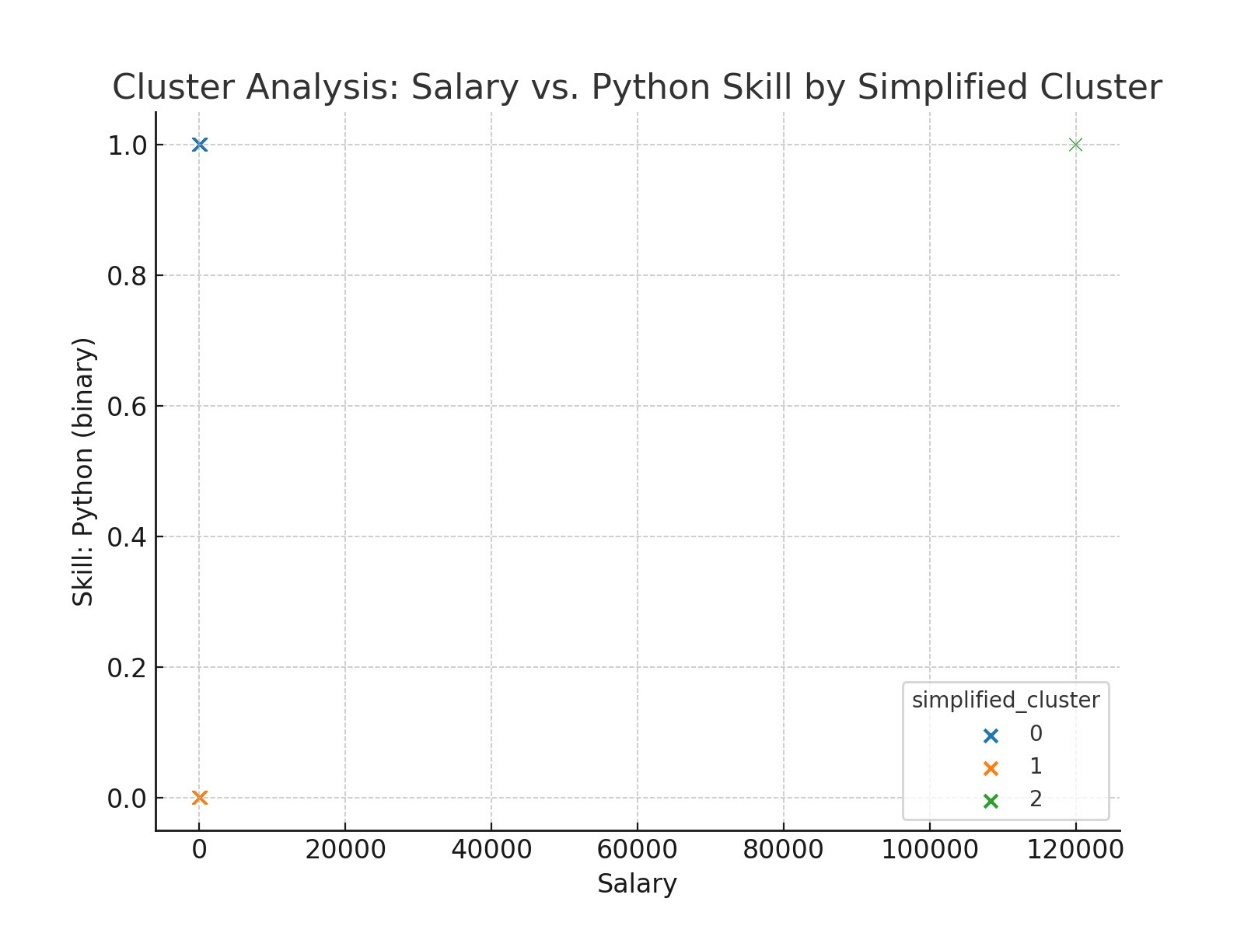 Cluster Analysis: Salary vs. Python Skill by Simplified Cluster
1.0
0.8
0.6
0.4
0.2
0.0
Skill: Python (binary)
simplified_cluster
0
1
2
0 20000 40000 60000 80000 100000 120000
Salary